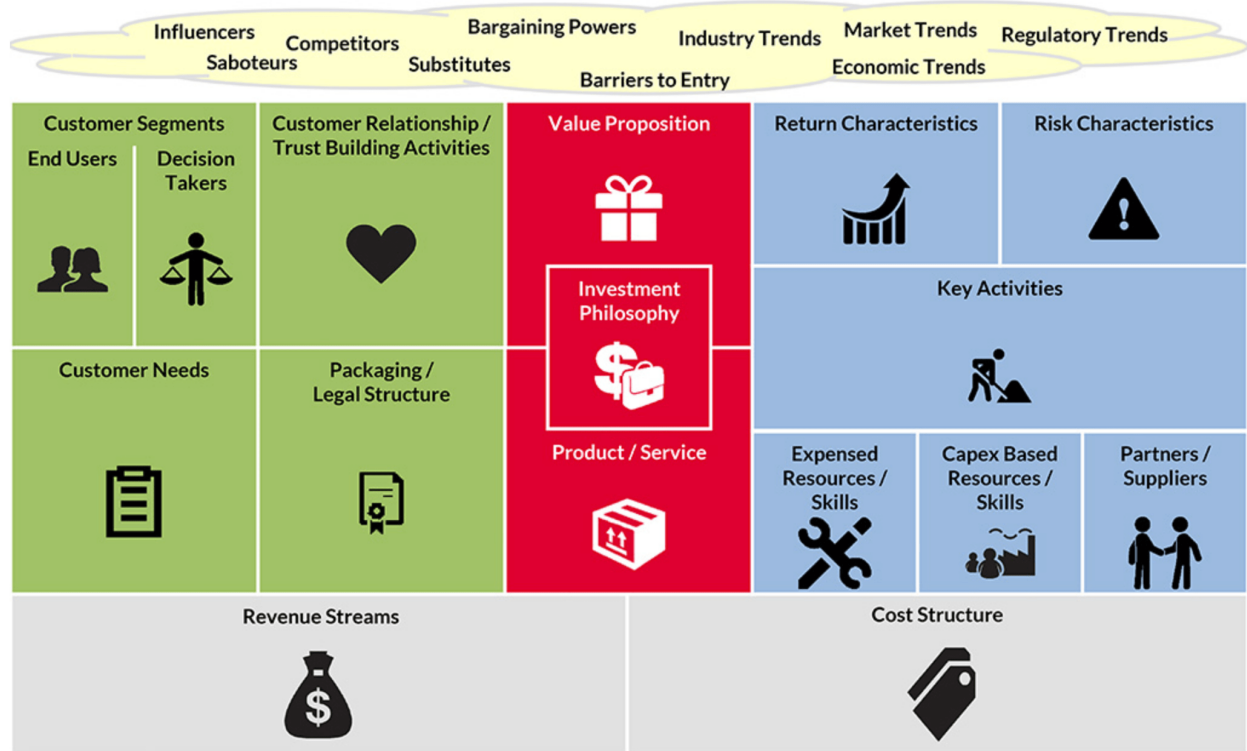 Influencers
Saboteurs
Competitors
Substitutes
Bargaining Powers
Barriers to Entry
Industry Trends
Market Trends
Economic Trends
Regulatory Trends
Customer Segments
End Users
Decision
Takers
Customer Relationship /
Trust Building Activities
Value Proposition
Return Characteristics
Risk Characteristics
Investment
Philosophy
$
Key Activities
Customer Needs
Packaging /
Legal Structure
Product / Service
Expensed
Resources /
Skills
Capex Based
Resources /
Skills
Partners /
Suppliers
Revenue Streams
$
Cost Structure